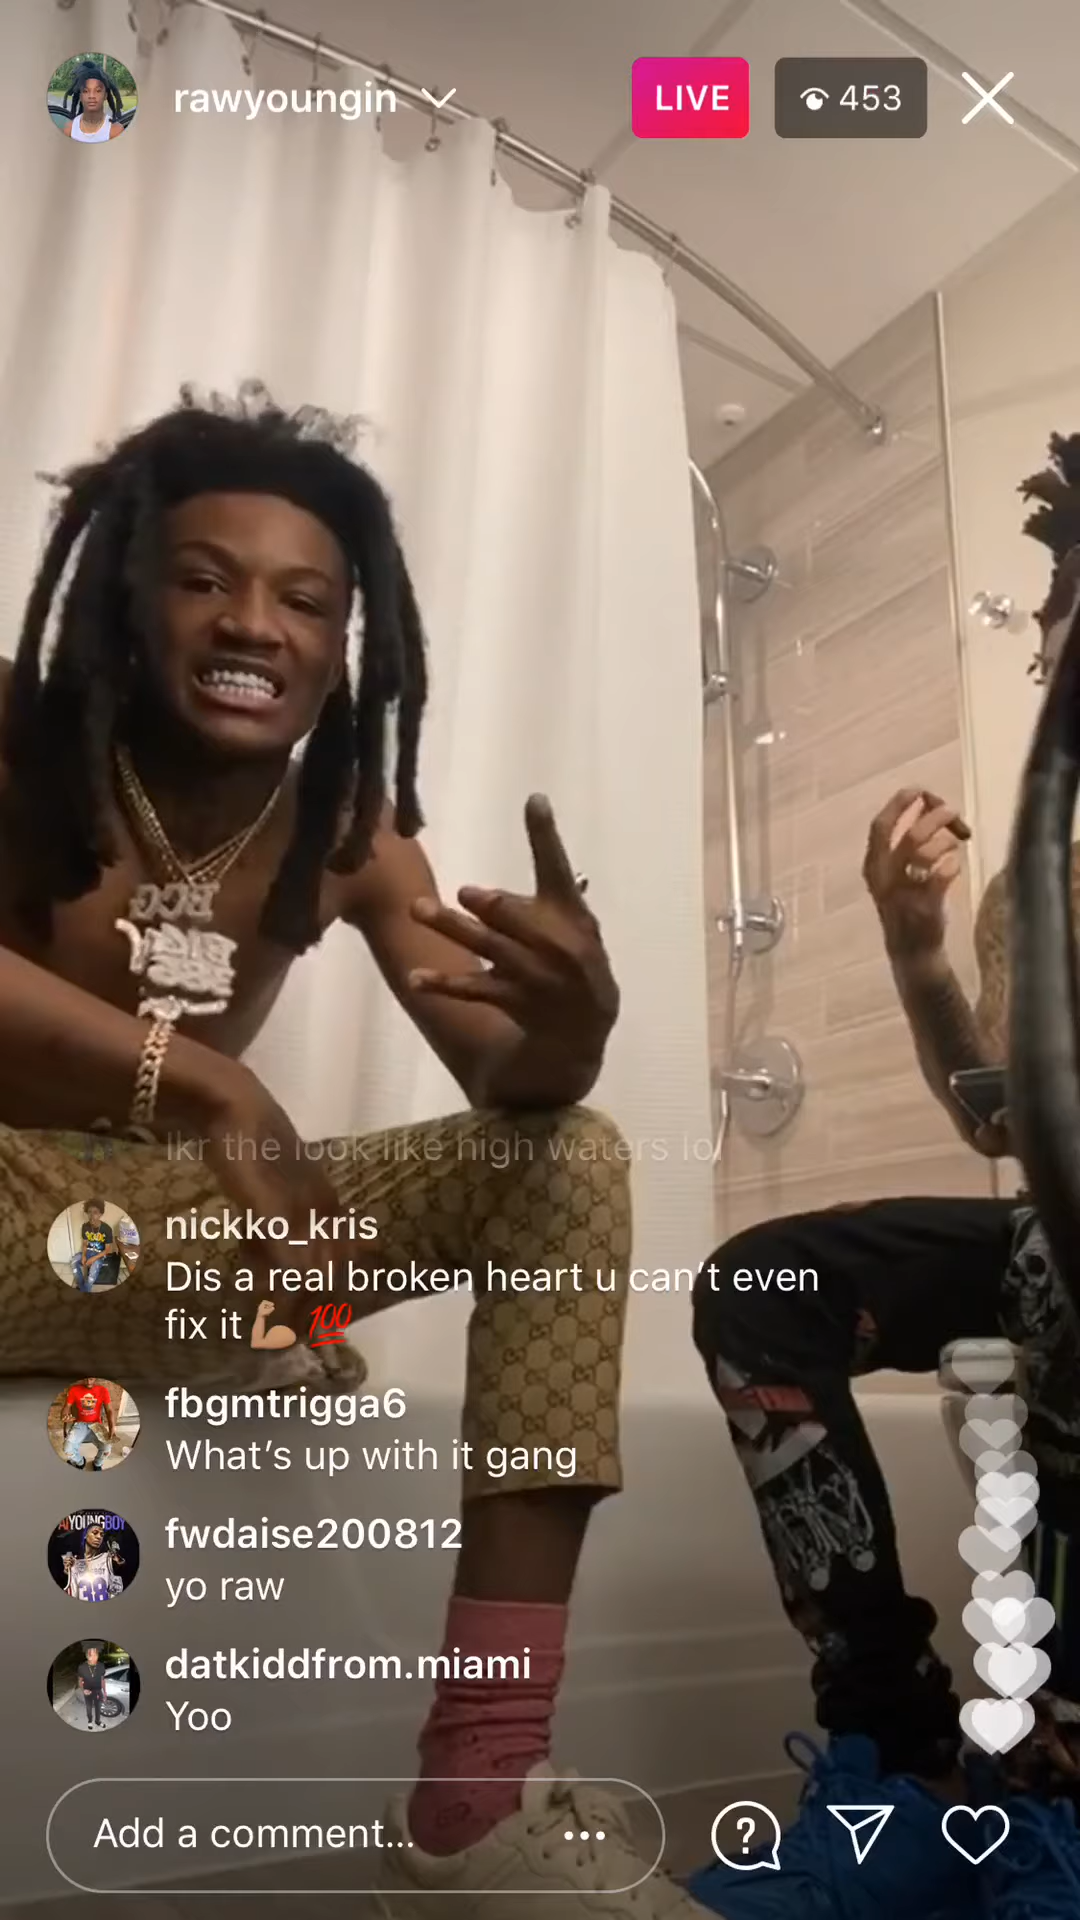 rawyoungin
LIVE
453
Ikr the look like high waters lol
nickko_kris
Dis a real broken heart u can't even
fix it💪🏼 💯
fbgmtrigga6
What's up with it gang
fwdaise200812
yo raw
datkiddfrom.miami
Yoo
Add a comment...